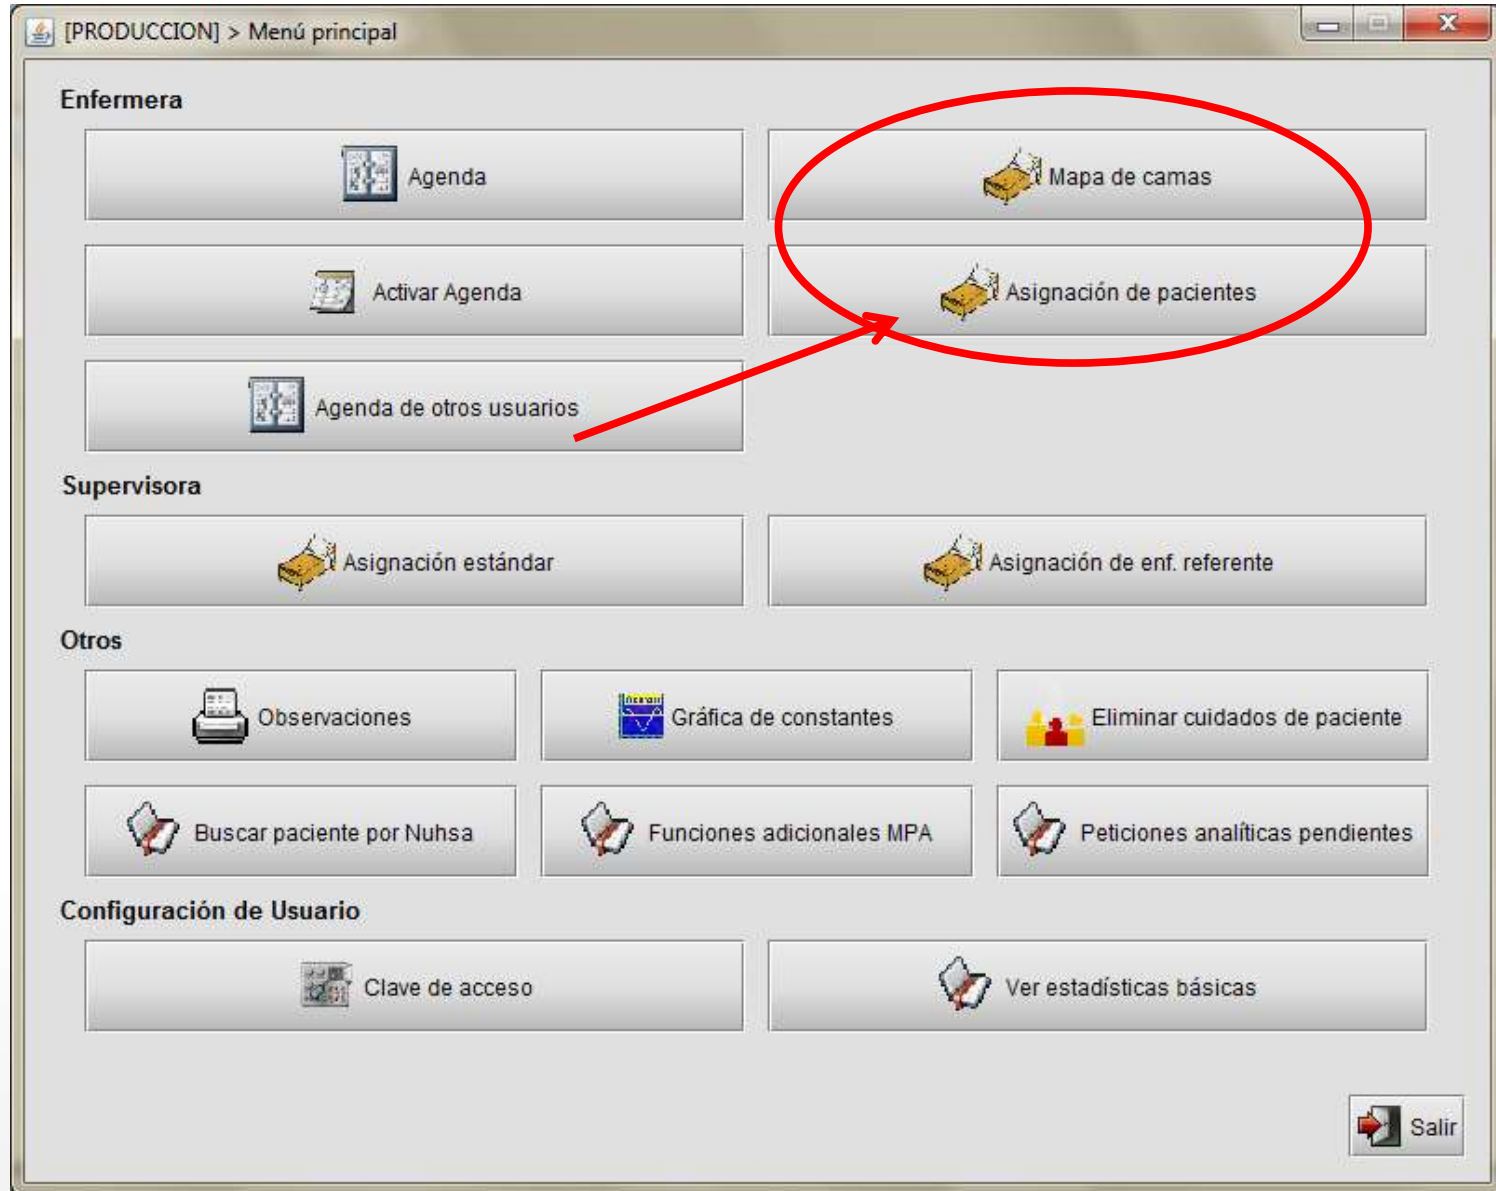 [PRODUCCION] > Menú principal
Enfermera
Agenda
Mapa de camas
Activar Agenda
Asignación de pacientes
Agenda de otros usuarios
Supervisora
Asignación estándar
Asignación de enf. referente
Otros
Observaciones
Gráfica de constantes
Eliminar cuidados de paciente
Buscar paciente por Nuhsa
Funciones adicionales MPA
Peticiones analíticas pendientes
Configuración de Usuario
Clave de acceso
Ver estadísticas básicas
Salir